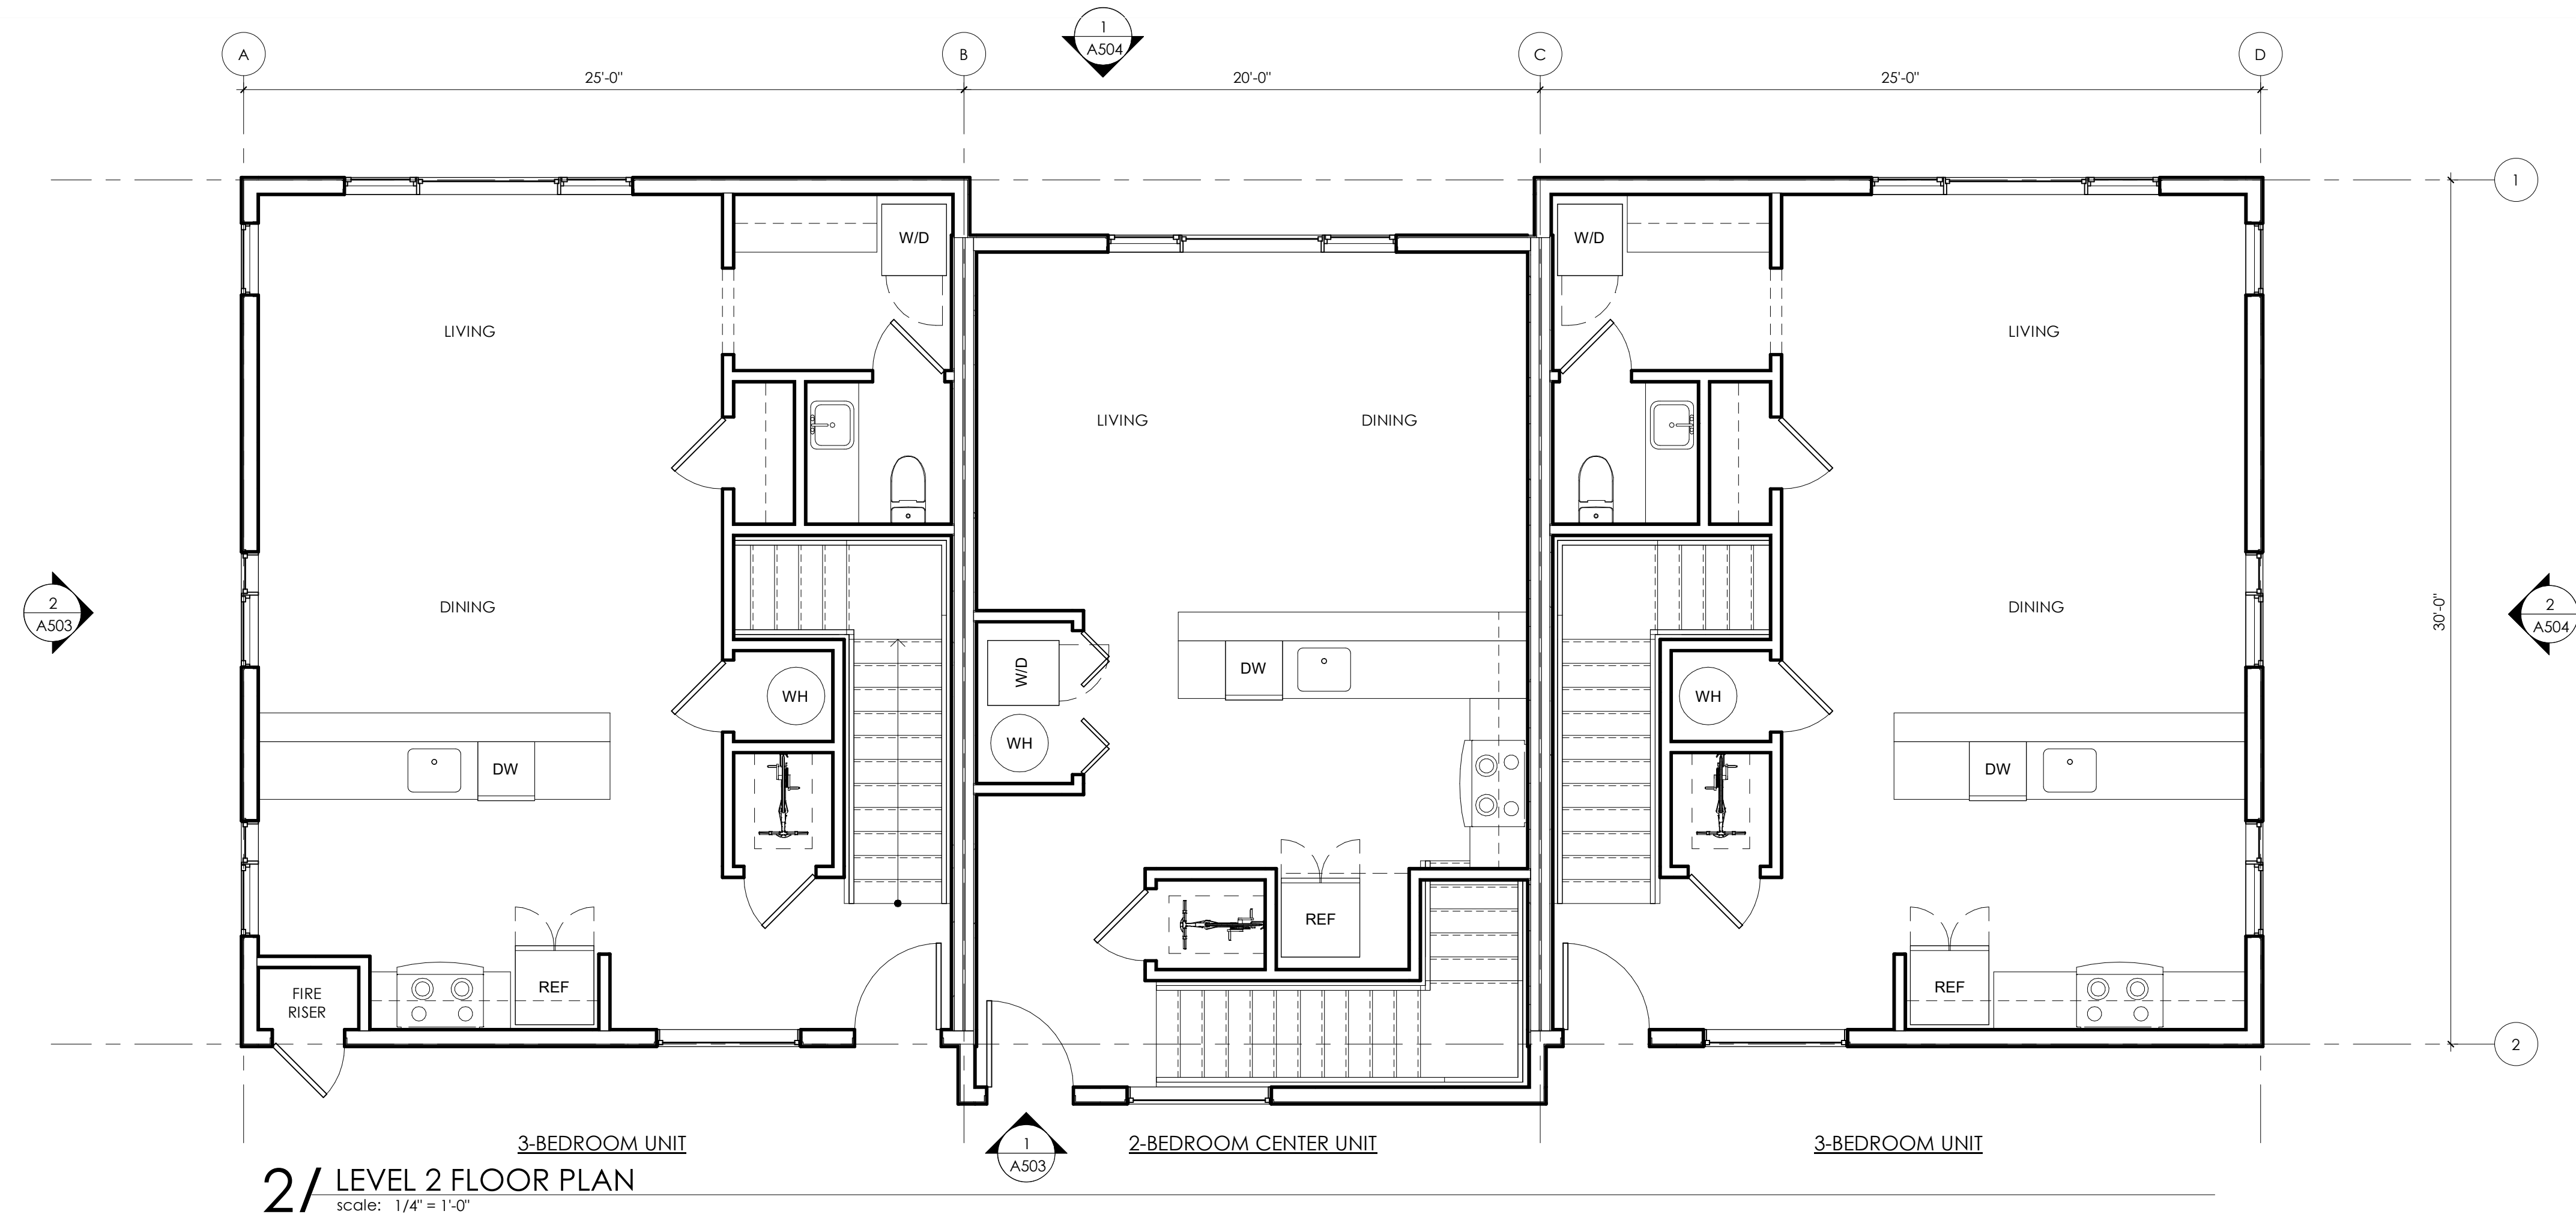 1
A504
A
B
C
D
25'-0"
20'-0"
25'-0"
1
W/D
W/D
LIVING
LIVING
LIVING
DINING
2
A503
DINING
DINING
30'-0"
2
A504
W/D
DW
WH
WH
WH
DW
DW
REF
REF
REF
FIRE
RISER
2
3-BEDROOM UNIT
1
A503
2-BEDROOM CENTER UNIT
3-BEDROOM UNIT
2/ LEVEL 2 FLOOR PLAN
scale: 1/4" = 1'-0"